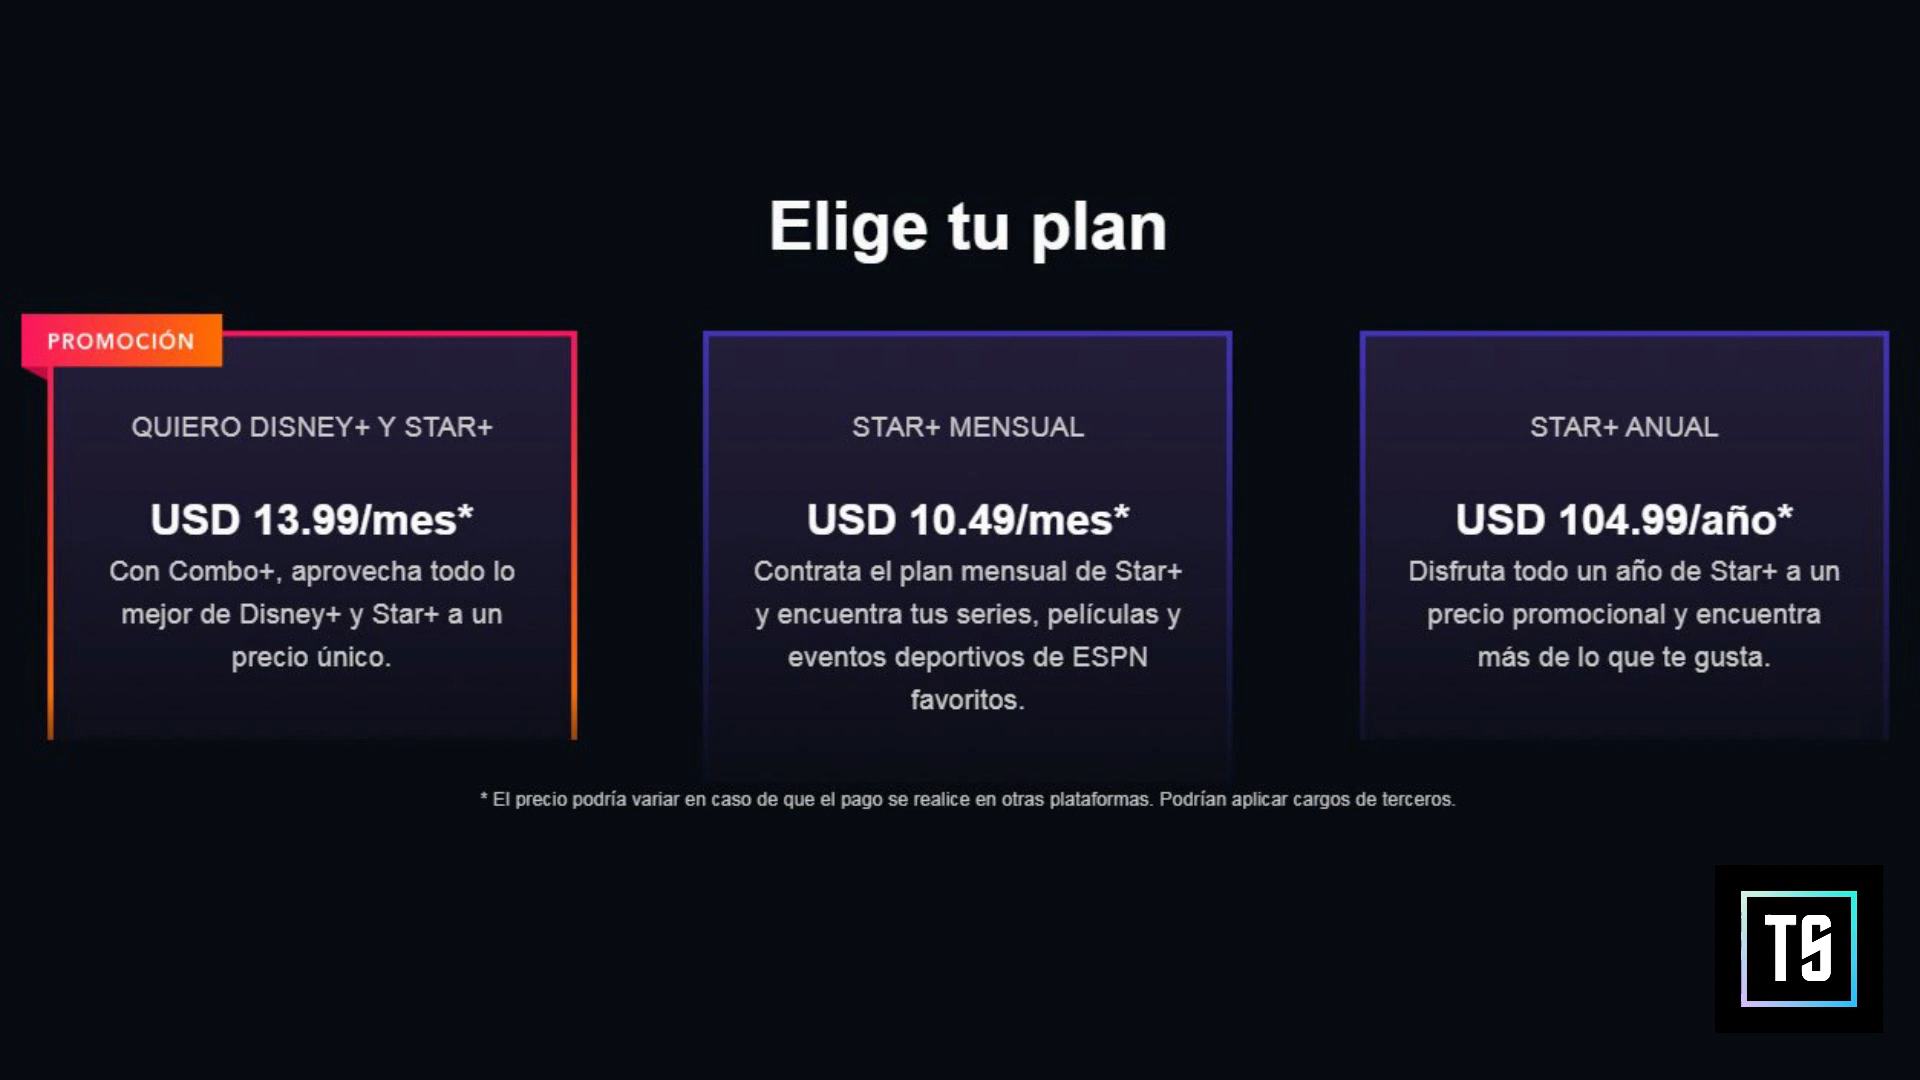 Elige tu plan
PROMOCIÓN
QUIERO DISNEY+ Y STAR+
USD 13.99/mes*
Con Combo+, aprovecha todo lo
mejor de Disney+ y Star+ a un
precio único.
STAR+ MENSUAL
USD 10.49/mes*
Contrata el plan mensual de Star+
y encuentra tus series, películas y
eventos deportivos de ESPN
favoritos.
STAR+ ANUAL
USD 104.99/año*
Disfruta todo un año de Star+ a un
precio promocional y encuentra
más de lo que te gusta.
* El precio podría variar en caso de que el pago se realice en otras plataformas. Podrían aplicar cargos de terceros.
TS